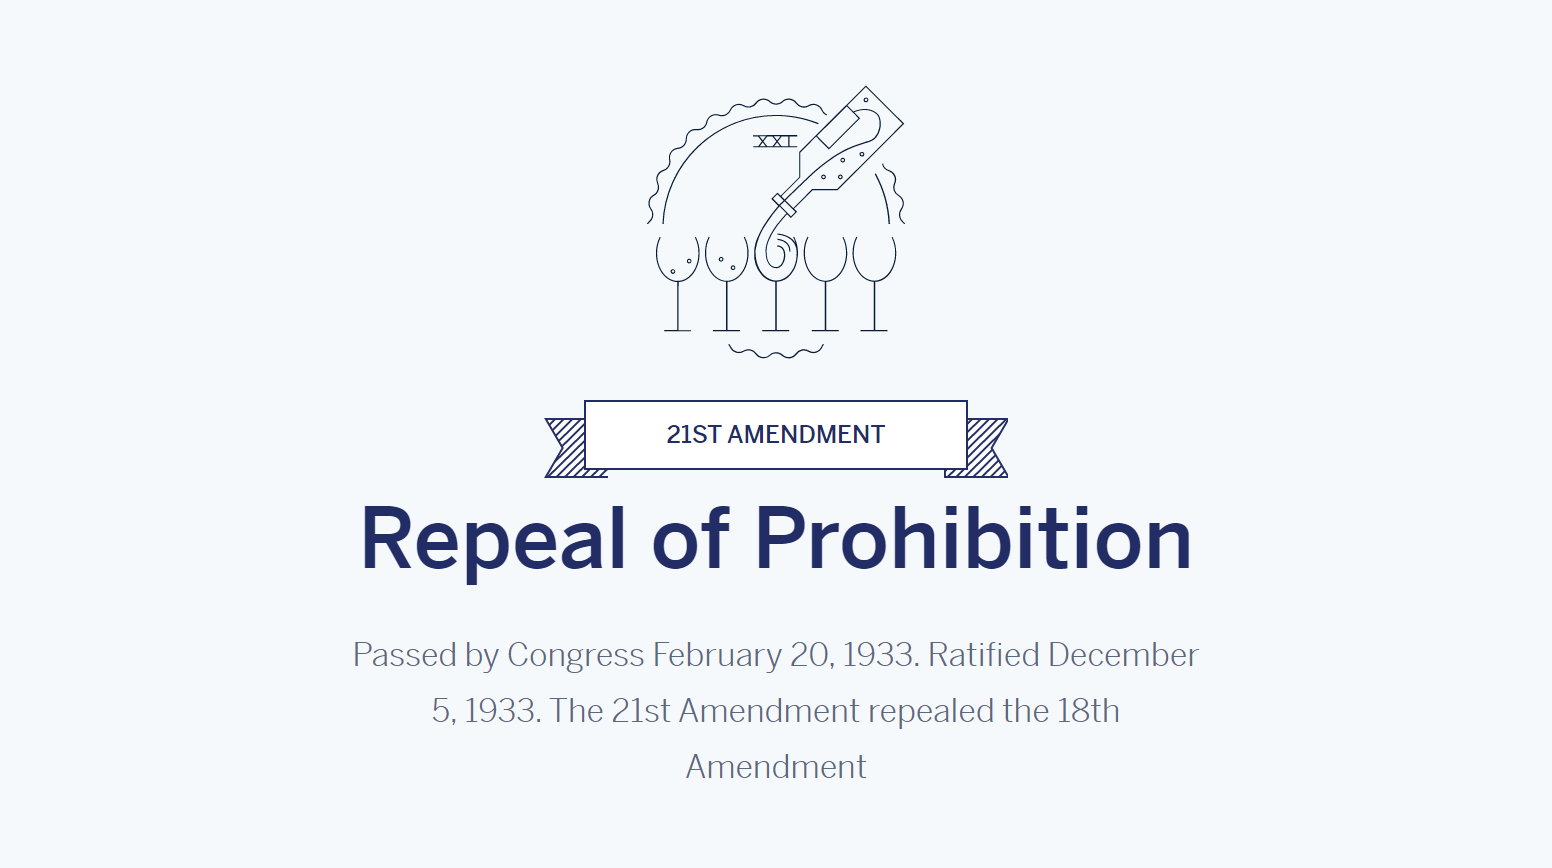 XXI
21ST AMENDMENT
Repeal of Prohibition
Passed by Congress February 20, 1933. Ratified December
5, 1933. The 21st Amendment repealed the 18th
Amendment